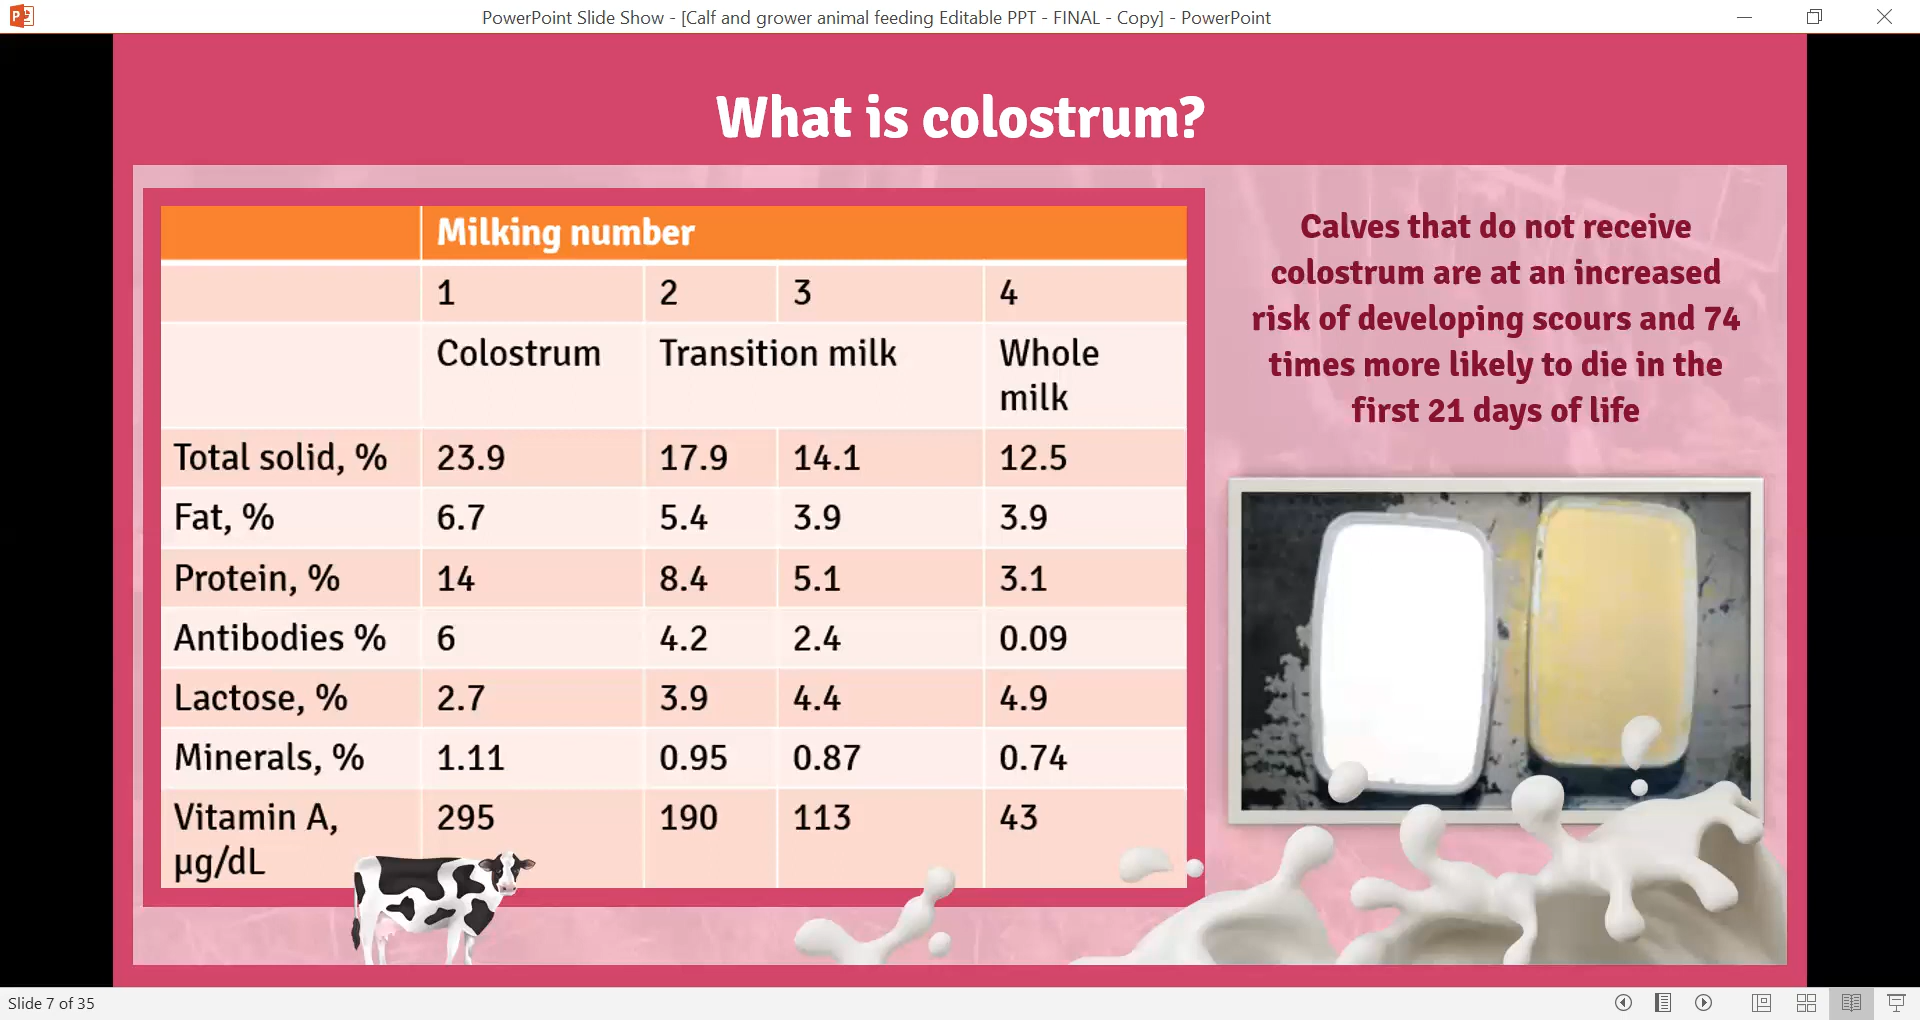 PowerPoint Slide Show - [Calf and grower animal feeding Editable PPT - FINAL - Copy] - PowerPoint
What is colostrum?
Milking number
1 2 3 4
Colostrum Transition milk Whole
milk
Total solid, % 23.9 17.9 14.1 12.5
Fat, % 6.7 5.4 3.9 3.9
Protein, % 14 8.4 5.1 3.1
Antibodies % 6 4.2 2.4 0.09
Lactose, % 2.7 3.9 4.4 4.9
Minerals, % 1.11 0.95 0.87 0.74
Vitamin A, 295 190 113 43
µg/dL
Calves that do not receive
colostrum are at an increased
risk of developing scours and 74
times more likely to die in the
first 21 days of life
Slide 7 of 35